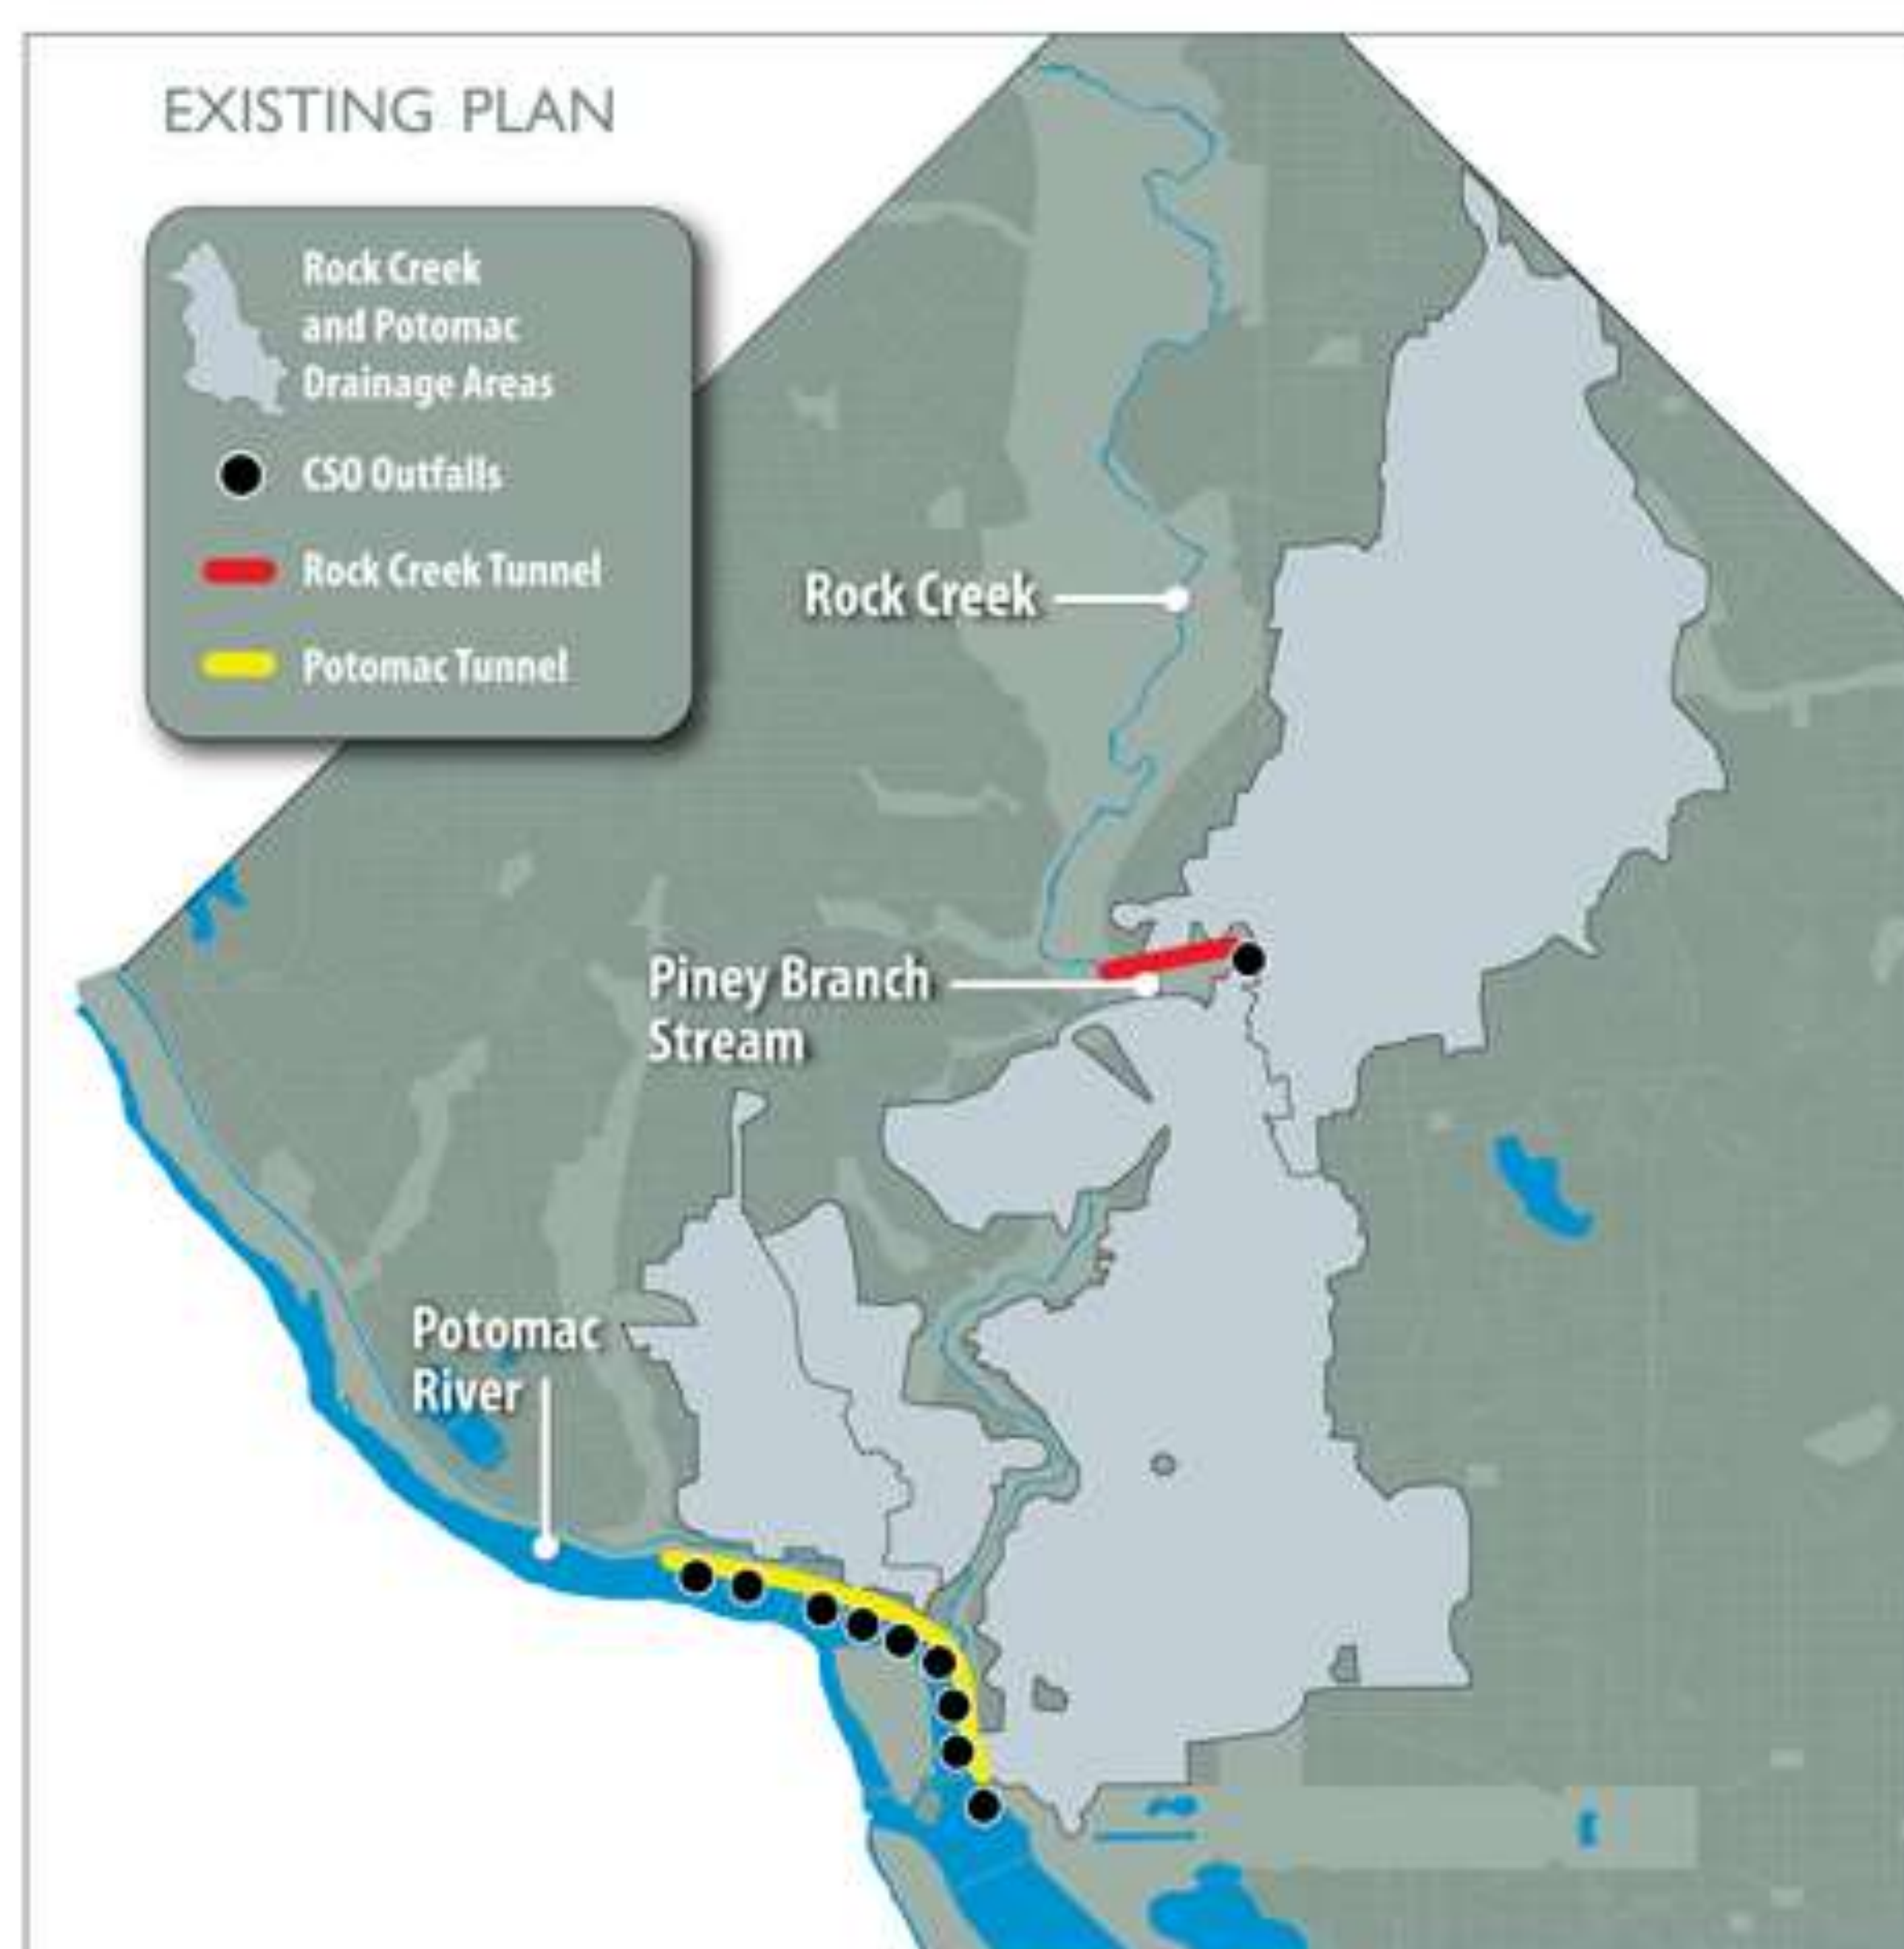 EXISTING PLAN
Rock Creek
and Potomac
Drainage Areas
CSO Outfalls
Rock Creek Tunnel
Potomac Tunnel
Rock Creek
Piney Branch
Stream
Potomac
River